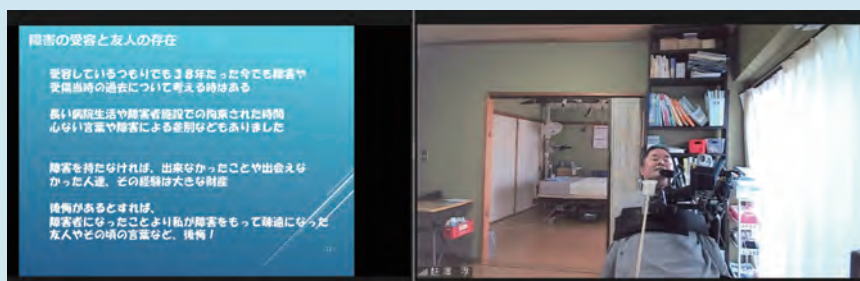 障害の受容と友人の存在
受容しているつもりでも38年たった今でも障害や
受傷当時の過去について考える時はある
長い病院生活や障害者施設での拘束された時間
心ない言葉や障害による差別などもありました
障害を持たなければ、出来なかったことや出会えな
かった人達、その経験は大きな財産
後悔があるとすれば、
障害者になったことより私が障害をもって疎遠になった
友人やその頃の言葉など、後悔！